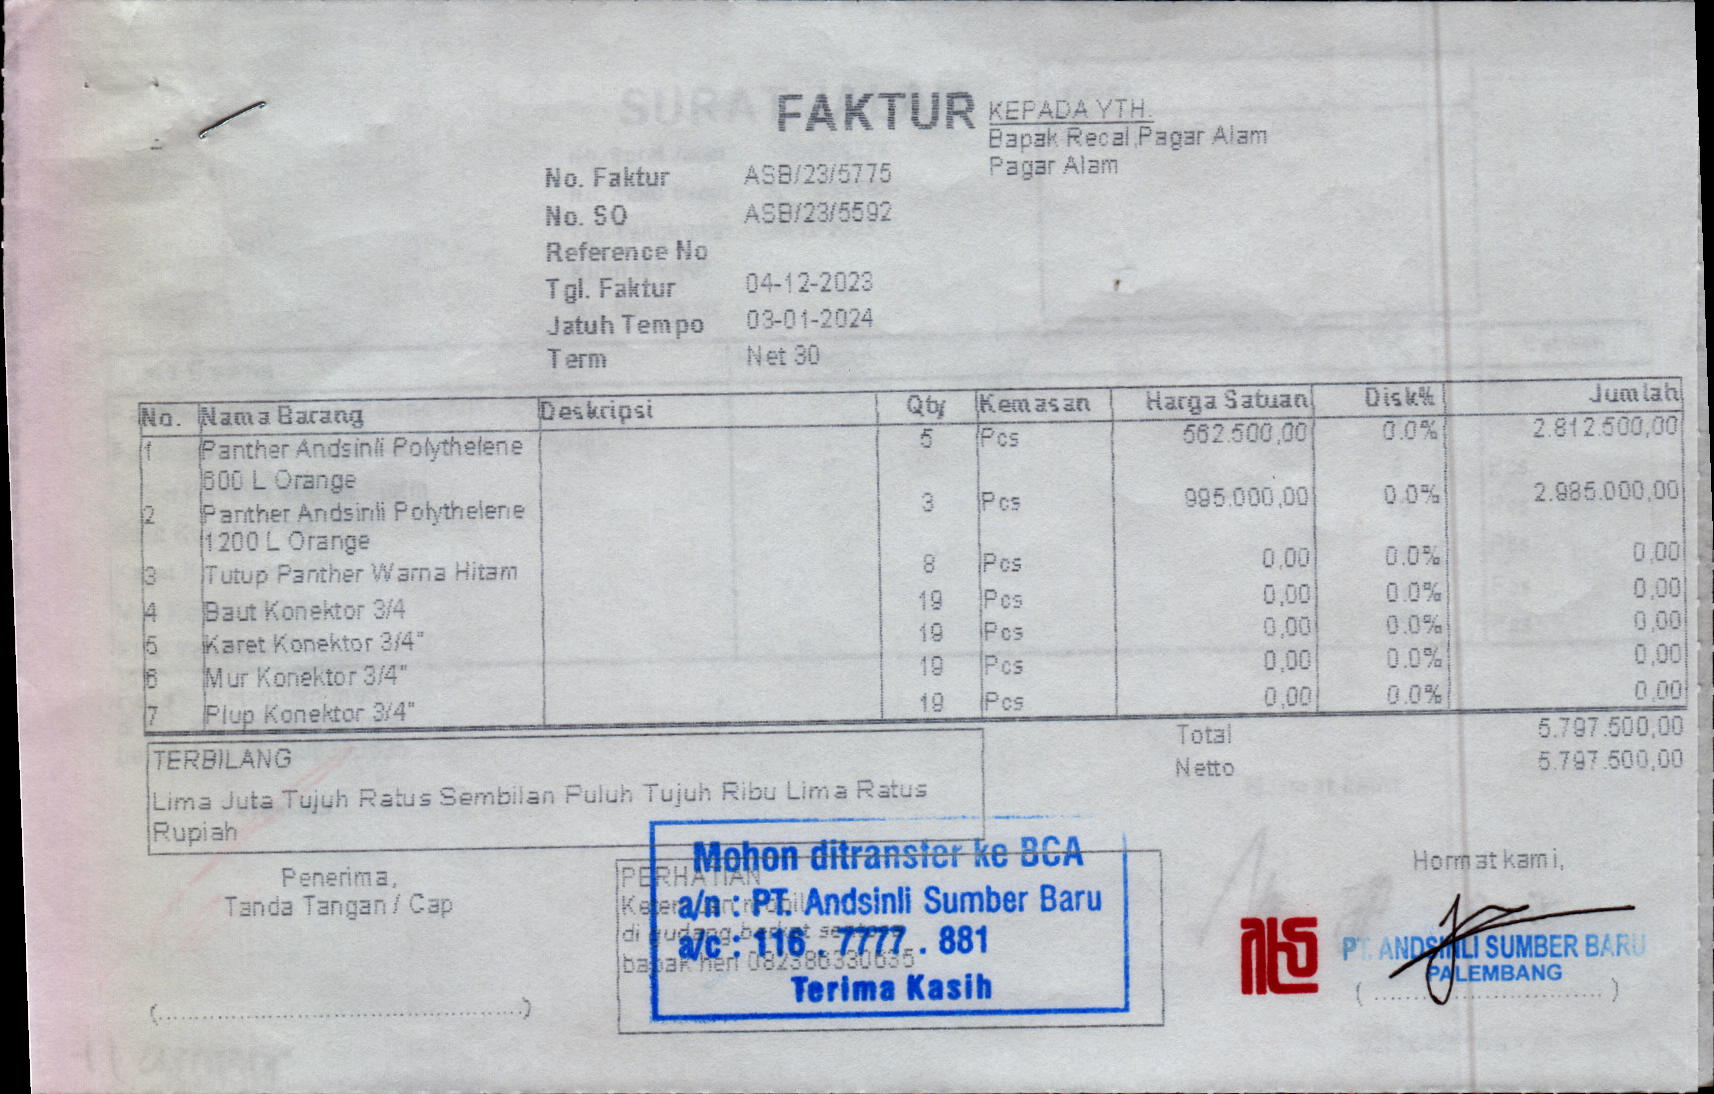 FAKTUR
KEPADA YTH.
Bapak Recal,Pagar Alam
Pagar Alam
No. Faktur ASB/23/5775
No. SO ASB/23/5592
Reference No
Tgl. Faktur 04-12-2023
Jatuh Tempo 03-01-2024
Term Net 30
No. Nama Barang Deskripsi Qty Kemasan Harga Satuan Disk% Jumlah
1 Panther Andsinli Polythelene 5 Pcs 562.500,00 0.0% 2.812.500,00
600 L Orange
2 Panther Andsinli Polythelene 3 Pcs 995.000,00 0.0% 2.985.000,00
1200 L Orange
3 Tutup Panther Warna Hitam 8 Pcs 0,00 0.0% 0,00
4 Baut Konektor 3/4 19 Pcs 0,00 0.0% 0,00
5 Karet Konektor 3/4" 19 Pcs 0,00 0.0% 0,00
6 Mur Konektor 3/4" 19 Pcs 0,00 0.0% 0,00
7 Plup Konektor 3/4" 19 Pcs 0,00 0.0% 0,00
Total 5.797.500,00
Netto 5.797.500,00
TERBILANG
Lima Juta Tujuh Ratus Sembilan Puluh Tujuh Ribu Lima Ratus
Rupiah
Penerima,
Tanda Tangan / Cap
(..............................................................)
PERHATIAN
di gudang
bapak heri 082386330635
Mohon ditransfer ke BCA
a/n : PT. Andsinli Sumber Baru
a/c : 116 . 7777 . 881
Terima Kasih
Hormat kami,
PT. ANDSINLI SUMBER BARU
PALEMBANG
( ....................................... )